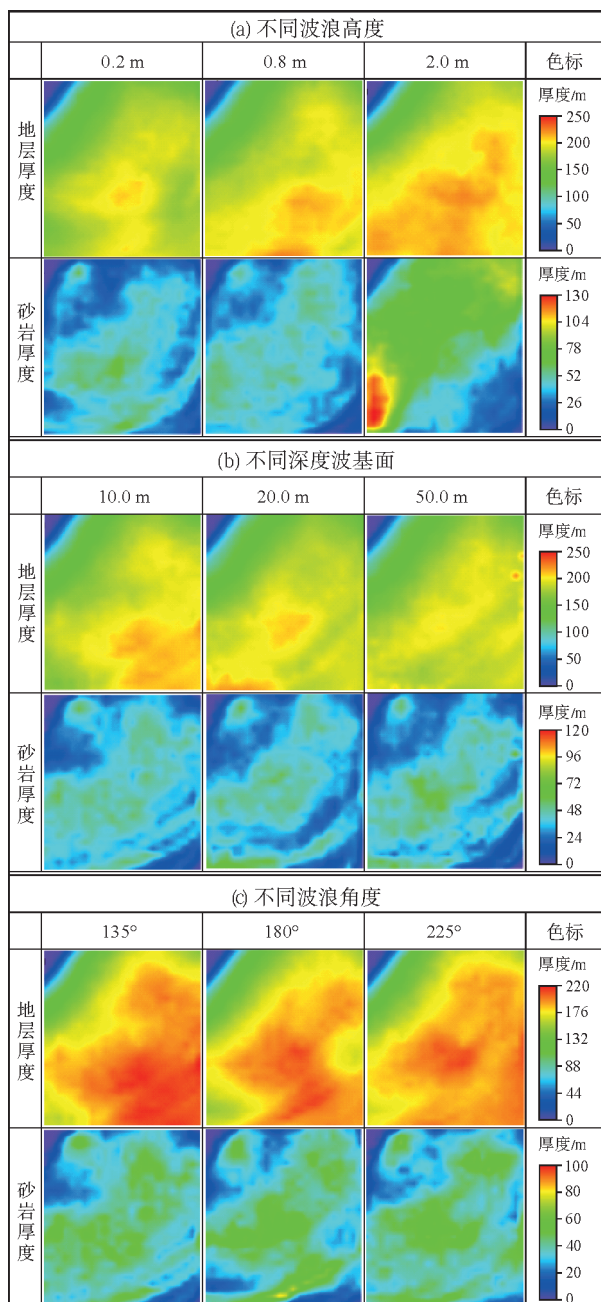 (a) 不同波浪高度
0.2 m 0.8 m 2.0 m 色标
地层厚度
厚度/m
250
200
150
100
50
0
砂岩厚度
厚度/m
130
104
78
52
26
0
(b) 不同深度波基面
10.0 m 20.0 m 50.0 m 色标
地层厚度
厚度/m
250
200
150
100
50
0
砂岩厚度
厚度/m
120
96
72
48
24
0
(c) 不同波浪角度
135° 180° 225° 色标
地层厚度
厚度/m
220
176
132
88
44
0
砂岩厚度
厚度/m
100
80
60
40
20
0